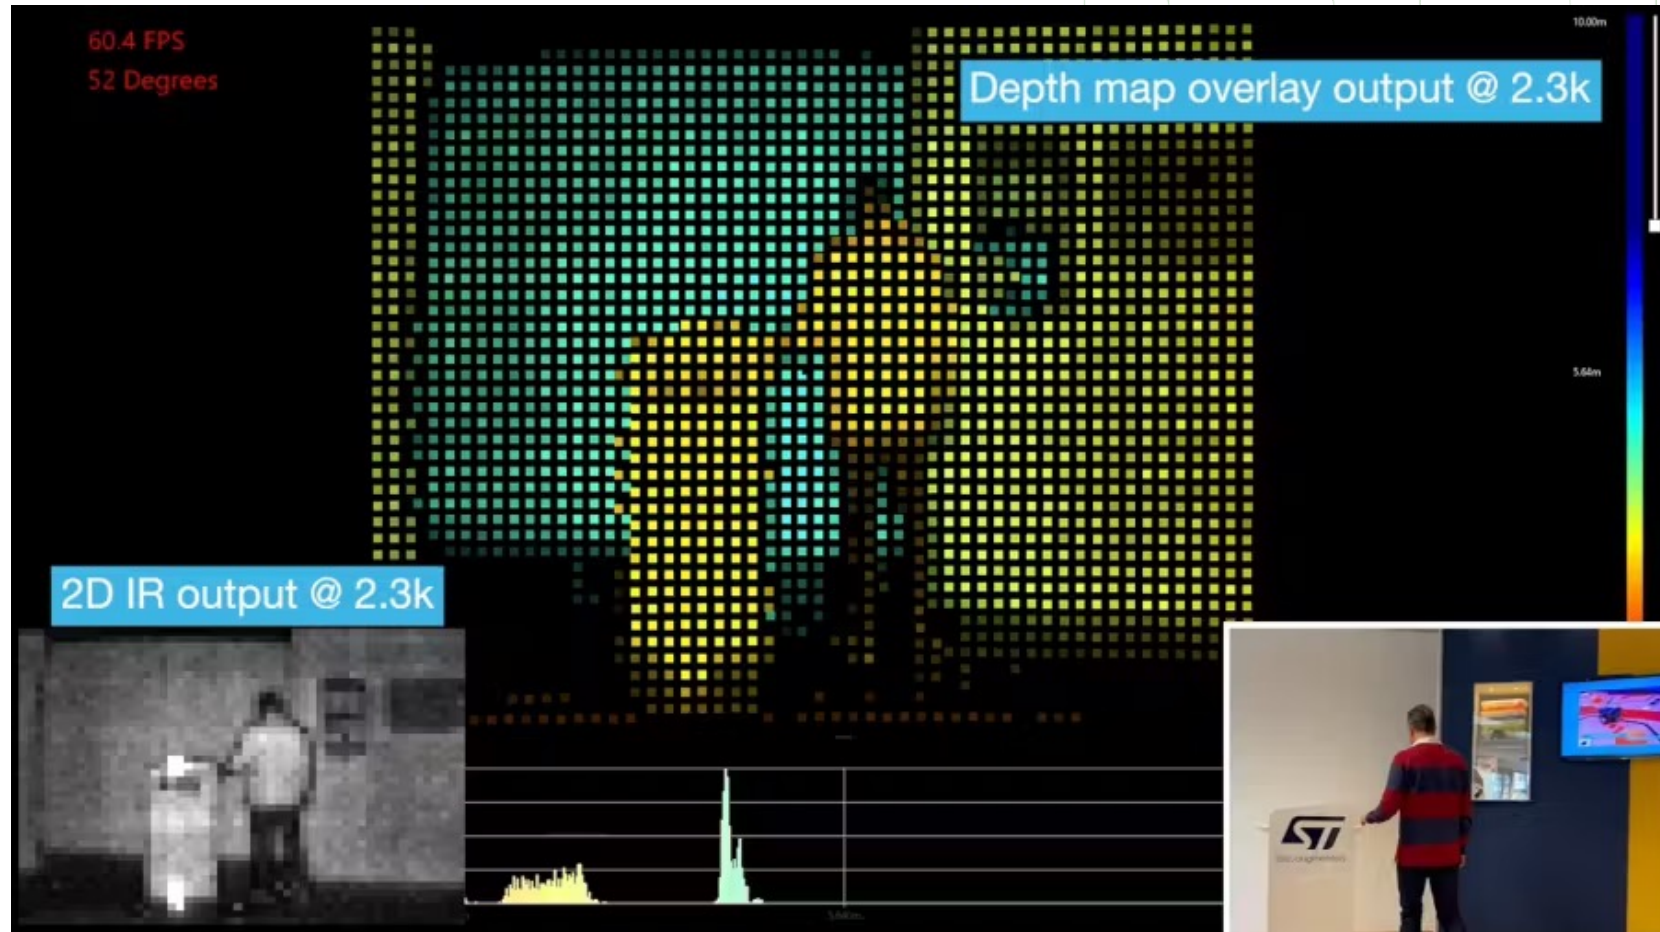 60.4 FPS
52 Degrees
10.00m
Depth map overlay output @ 2.3k
5.64m
2D IR output @ 2.3k
ST